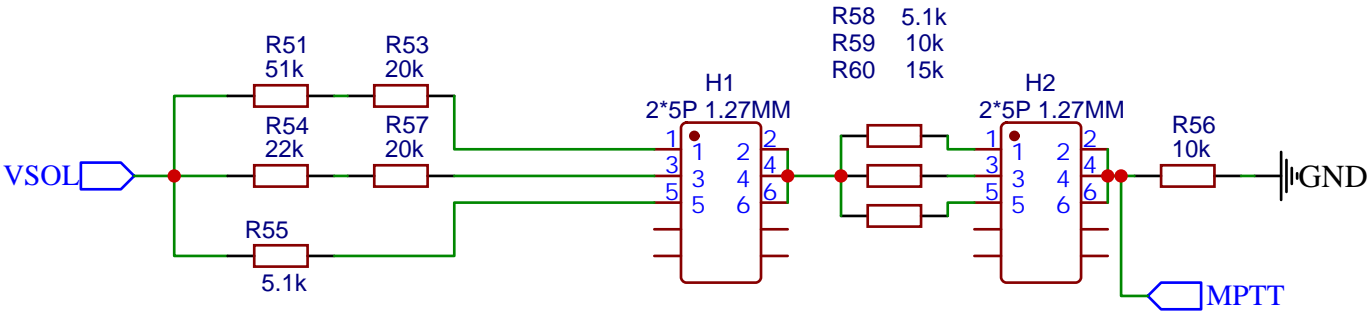 R58 5.1k
R59 10k
R60 15k
R51
51k
R53
20k
H1
2*5P 1.27MM
H2
2*5P 1.27MM
R54
22k
R57
20k
R56
10k
1 1 2 2
3 3 4 4
5 5 6 6
1 1 2 2
3 3 4 4
5 5 6 6
VSOL
GND
R55
5.1k
MPTT